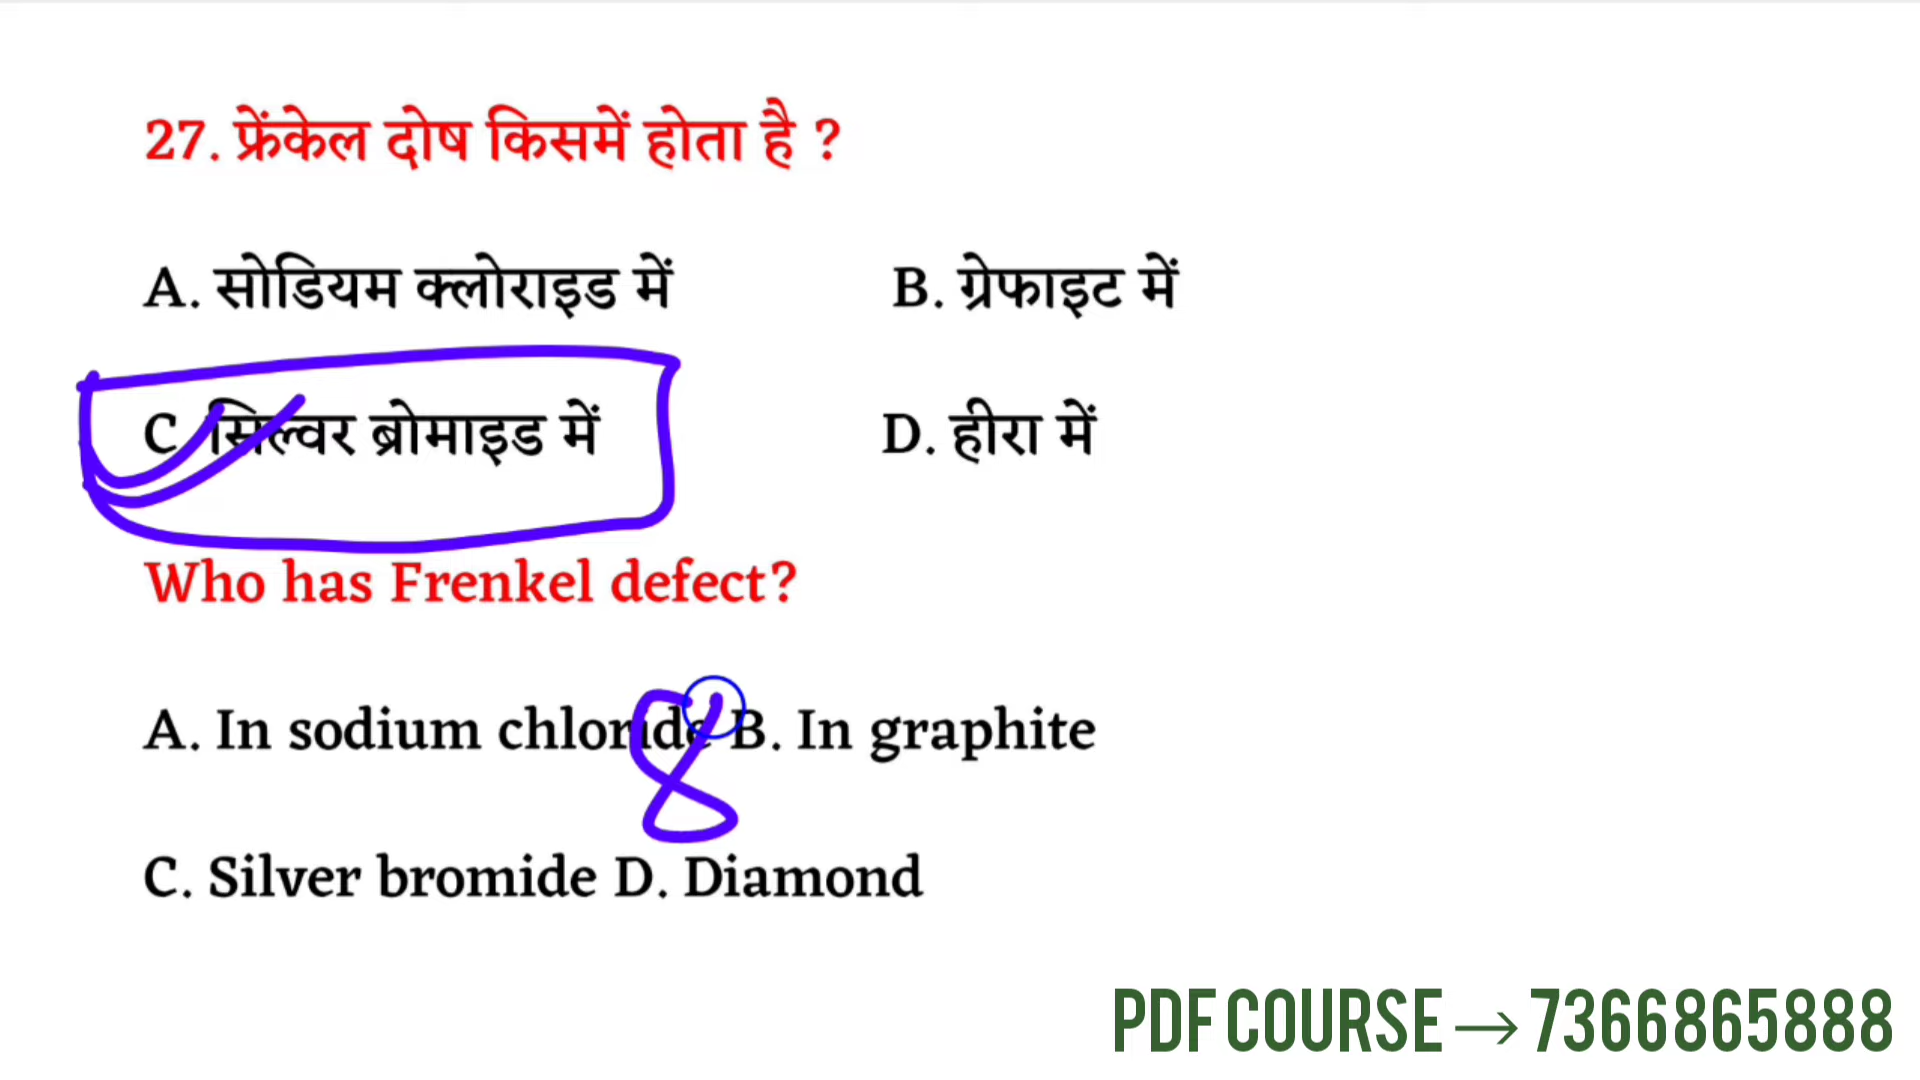 27. फ्रेंकेल दोष किसमें होता है ?
A. सोडियम क्लोराइड में B. ग्रेफाइट में
C सिल्वर ब्रोमाइड में D. हीरा में
Who has Frenkel defect?
A. In sodium chloride B. In graphite
8
C. Silver bromide D. Diamond
PDF COURSE → 7366865888